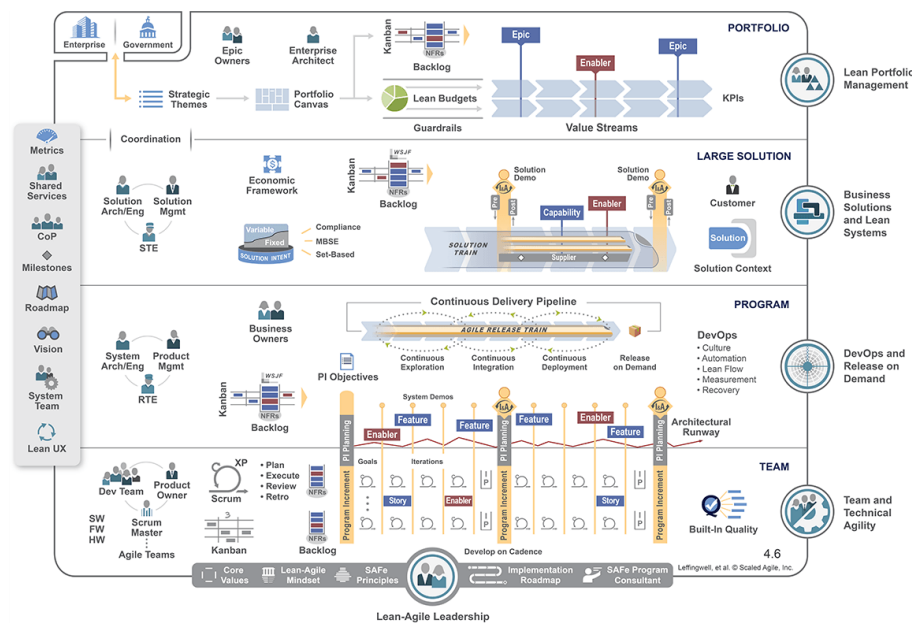 Enterprise
Government
Epic
Owners
Enterprise
Architect
Kanban
NFRs
Backlog
Epic
Enabler
Epic
PORTFOLIO
Lean Portfolio
Management
Strategic
Themes
Portfolio
Canvas
Lean Budgets
Guardrails
Value Streams
KPIs
Coordination
Metrics
Shared
Services
CoP
Milestones
Roadmap
Vision
System
Team
Lean UX
LARGE SOLUTION
Solution
Arch/Eng
Solution
Mgmt
STE
Economic
Framework
Variable
Fixed
SOLUTION INTENT
Compliance
MBSE
Set-Based
Kanban
WSJF
NFRs
Backlog
Solution
Demo
I&A
Pre
Post
Capability
Enabler
Solution
Demo
I&A
Pre
Post
SOLUTION
TRAIN
Supplier
Customer
Solution
Solution Context
Business
Solutions
and Lean
Systems
PROGRAM
Continuous Delivery Pipeline
Business
Owners
AGILE RELEASE TRAIN
Continuous
Exploration
Continuous
Integration
Continuous
Deployment
Release
on Demand
DevOps
• Culture
• Automation
• Lean Flow
• Measurement
• Recovery
DevOps and
Release on
Demand
System
Arch/Eng
Product
Mgmt
RTE
PI Objectives
Kanban
WSJF
NFRs
Backlog
System Demos
I&A
I&A
Enabler
Feature
Feature
Feature
Enabler
Feature
Architectural
Runway
PI Planning
PI Planning
PI Planning
TEAM
Dev Team
Product
Owner
Scrum
Master
SW
FW
HW
Agile Teams
XP
Scrum
Kanban
• Plan
• Execute
• Review
• Retro
NFRs
NFRs
Backlog
Goals
Iterations
Program Increment
Program Increment
Program Increment
Story
Enabler
Story
I P
I P
I P
I P
Develop on Cadence
Built-In Quality
Team and
Technical
Agility
4.6
Leffingwell, et al. © Scaled Agile, Inc.
Core
Values
Lean-Agile
Mindset
SAFe
Principles
Implementation
Roadmap
SAFe Program
Consultant
Lean-Agile Leadership